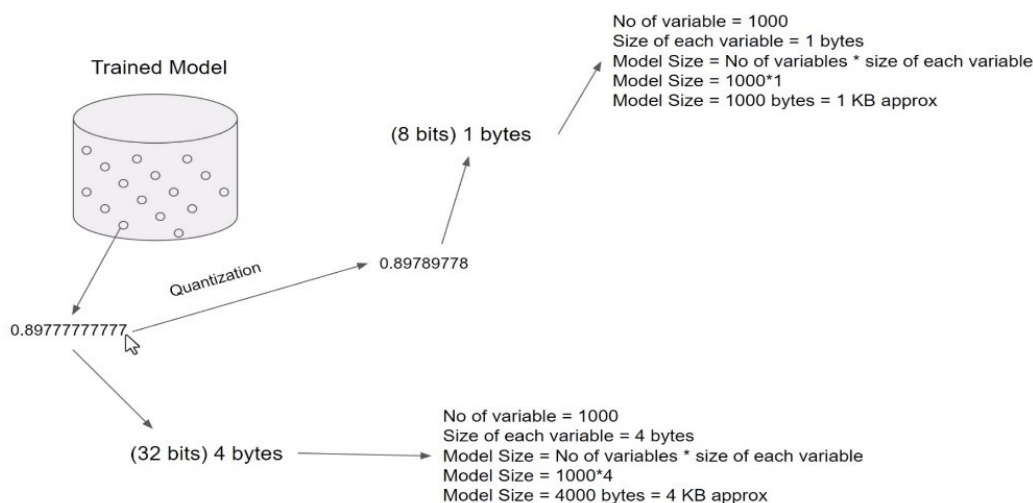 No of variable = 1000
Size of each variable = 1 bytes
Model Size = No of variables * size of each variable
Model Size = 1000*1
Model Size = 1000 bytes = 1 KB approx
Trained Model
(8 bits) 1 bytes
Quantization
0.89789778
0.89777777777
(32 bits) 4 bytes
No of variable = 1000
Size of each variable = 4 bytes
Model Size = No of variables * size of each variable
Model Size = 1000*4
Model Size = 4000 bytes = 4 KB approx